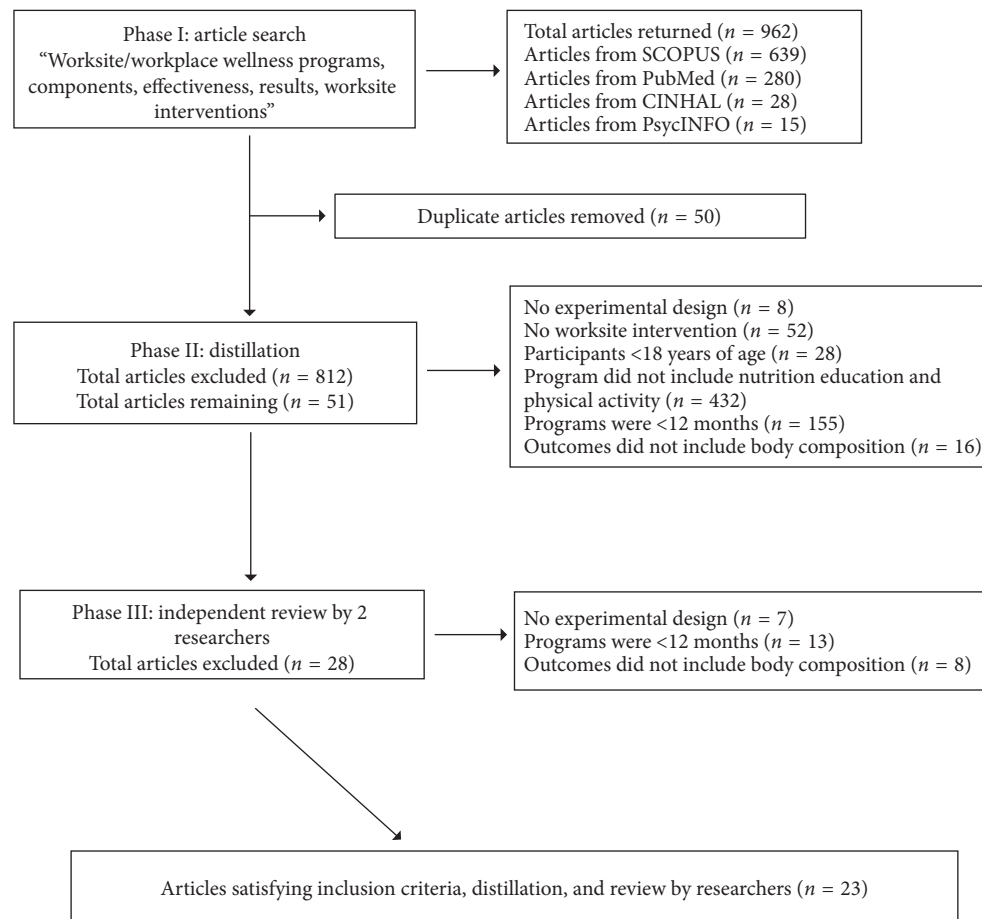 Phase I: article search
“Worksite/workplace wellness programs,
components, effectiveness, results, worksite
interventions”
Total articles returned (n = 962)
Articles from SCOPUS (n = 639)
Articles from PubMed (n = 280)
Articles from CINHAL (n = 28)
Articles from PsycINFO (n = 15)
Duplicate articles removed (n = 50)
Phase II: distillation
Total articles excluded (n = 812)
Total articles remaining (n = 51)
No experimental design (n = 8)
No worksite intervention (n = 52)
Participants <18 years of age (n = 28)
Program did not include nutrition education and
physical activity (n = 432)
Programs were <12 months (n = 155)
Outcomes did not include body composition (n = 16)
Phase III: independent review by 2
researchers
Total articles excluded (n = 28)
No experimental design (n = 7)
Programs were <12 months (n = 13)
Outcomes did not include body composition (n = 8)
Articles satisfying inclusion criteria, distillation, and review by researchers (n = 23)